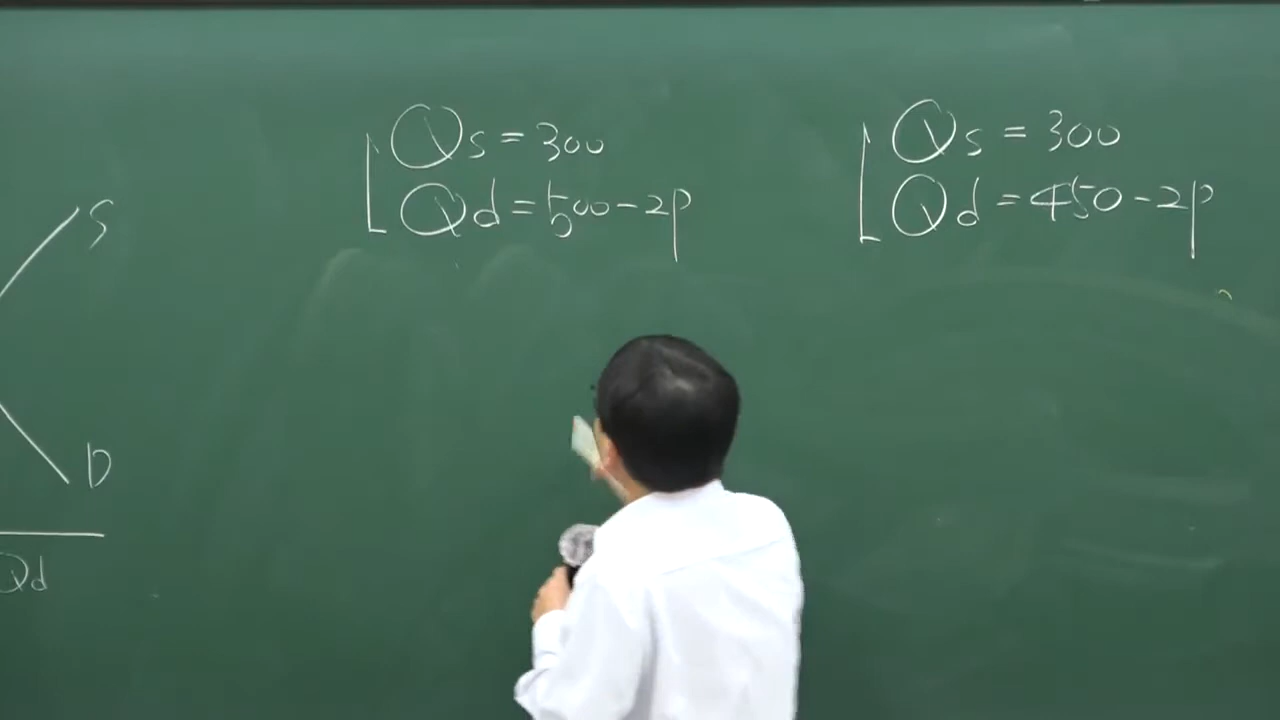 S
D
Qd
Qs = 300
Qd = 500 - 2p
Qs = 300
Qd = 450 - 2p